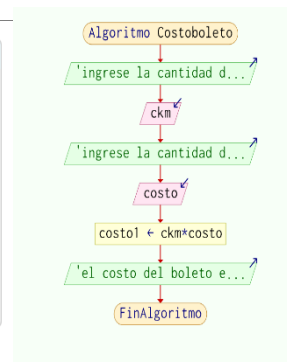 Algoritmo Costoboleto
'ingrese la cantidad d...'
ckm
'ingrese la cantidad d...'
costo
costo1 ← ckm*costo
'el costo del boleto e...'
FinAlgoritmo